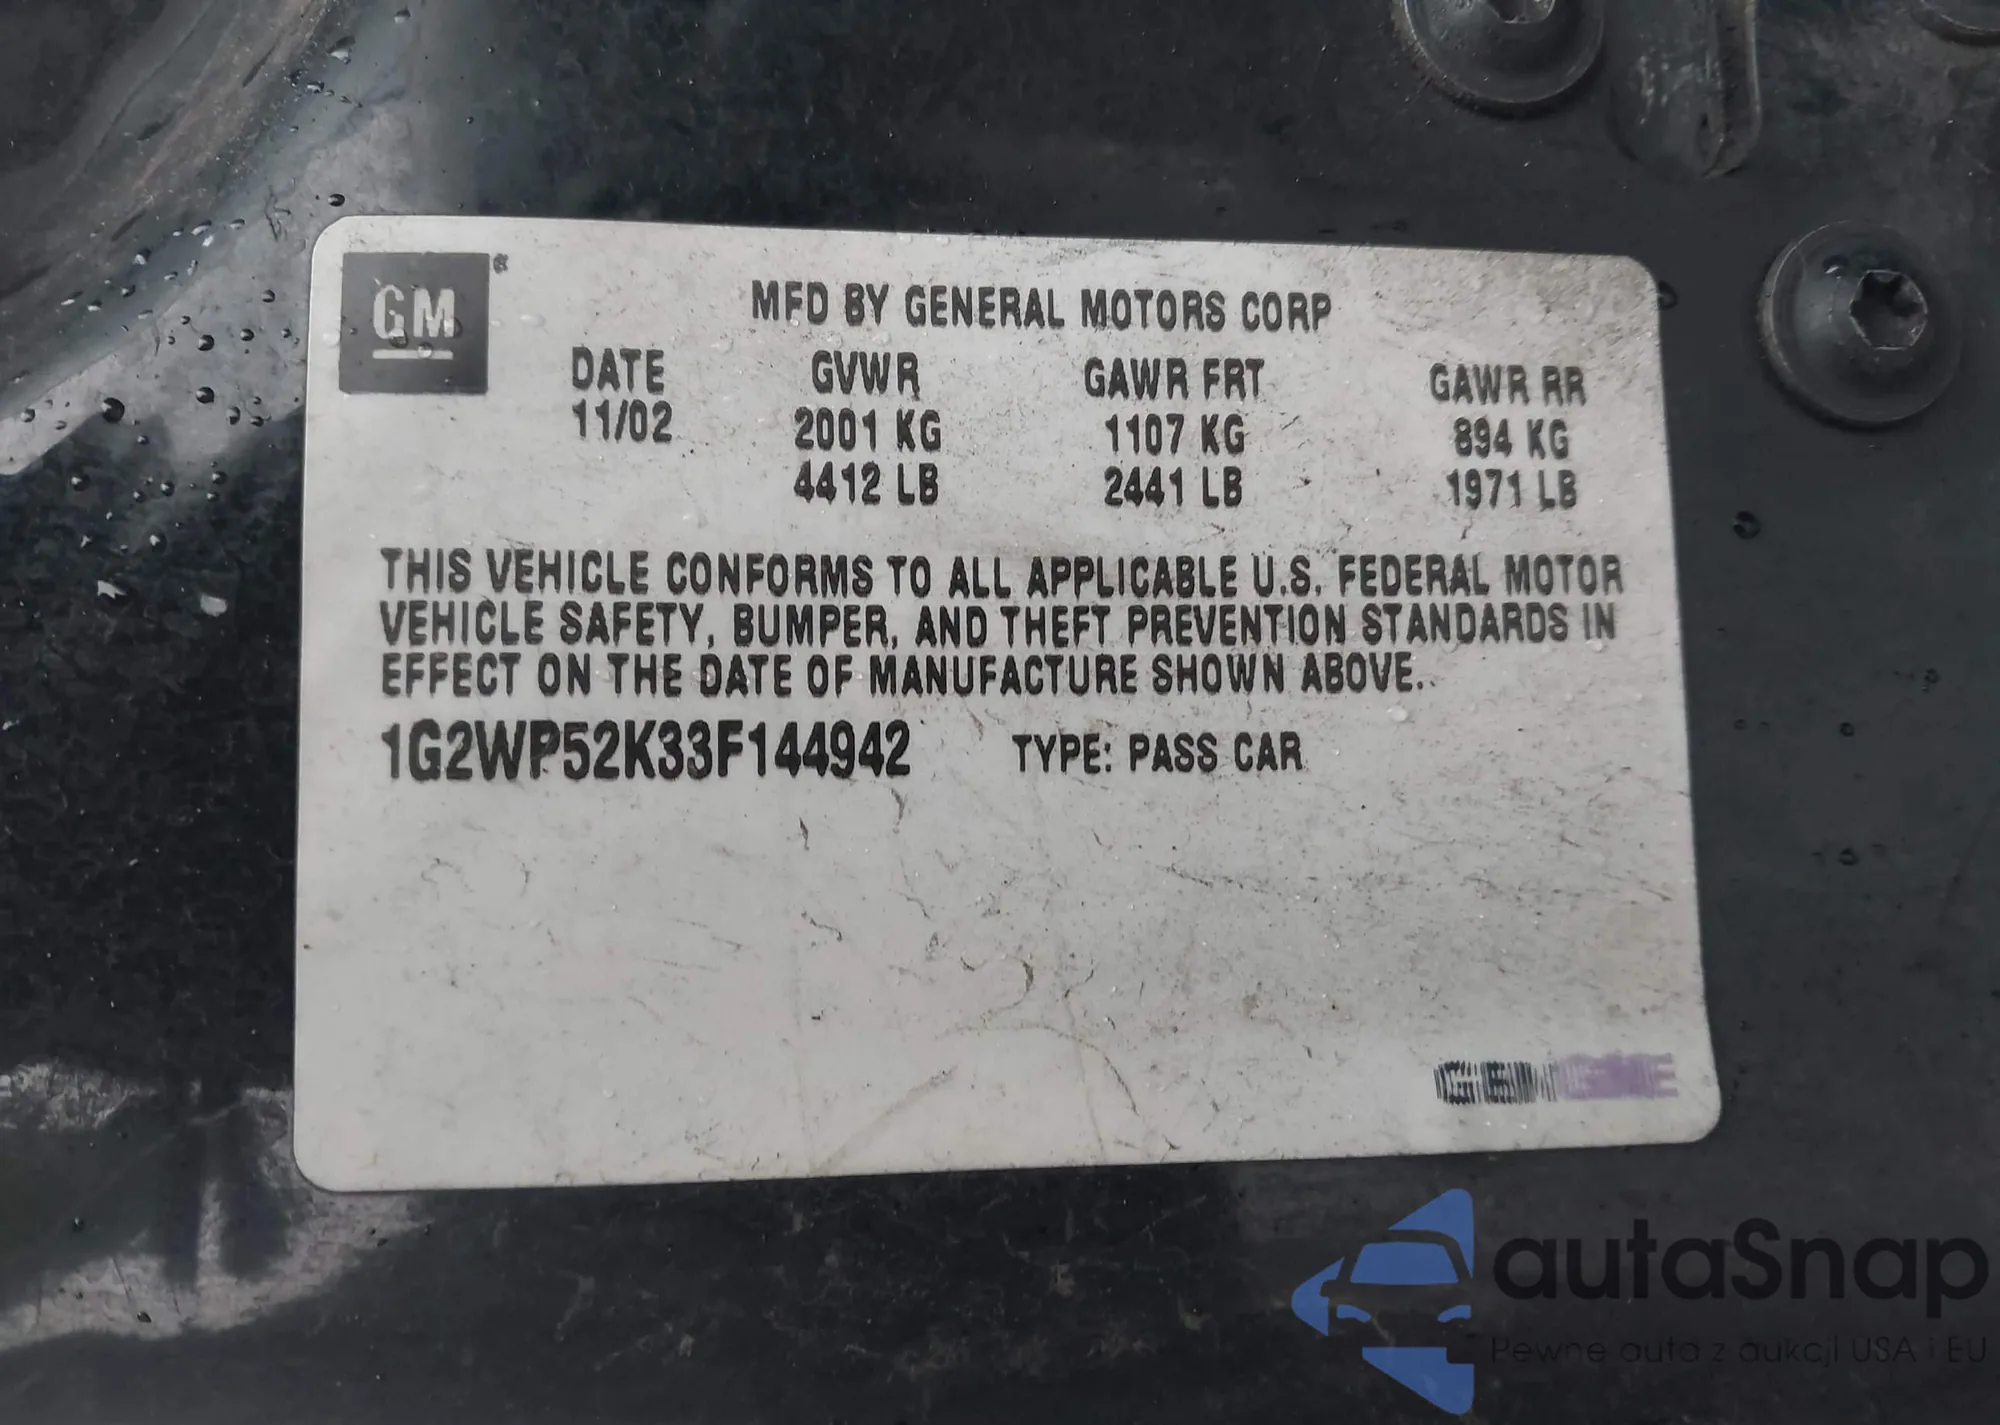 GM
MFD BY GENERAL MOTORS CORP
DATE GVWR GAWR FRT GAWR RR
11/02 2001 KG 1107 KG 894 KG
4412 LB 2441 LB 1971 LB
THIS VEHICLE CONFORMS TO ALL APPLICABLE U.S. FEDERAL MOTOR
VEHICLE SAFETY, BUMPER, AND THEFT PREVENTION STANDARDS IN
EFFECT ON THE DATE OF MANUFACTURE SHOWN ABOVE.
1G2WP52K33F144942 TYPE: PASS CAR
autaSnap
Pewne auta z aukcji USA i EU